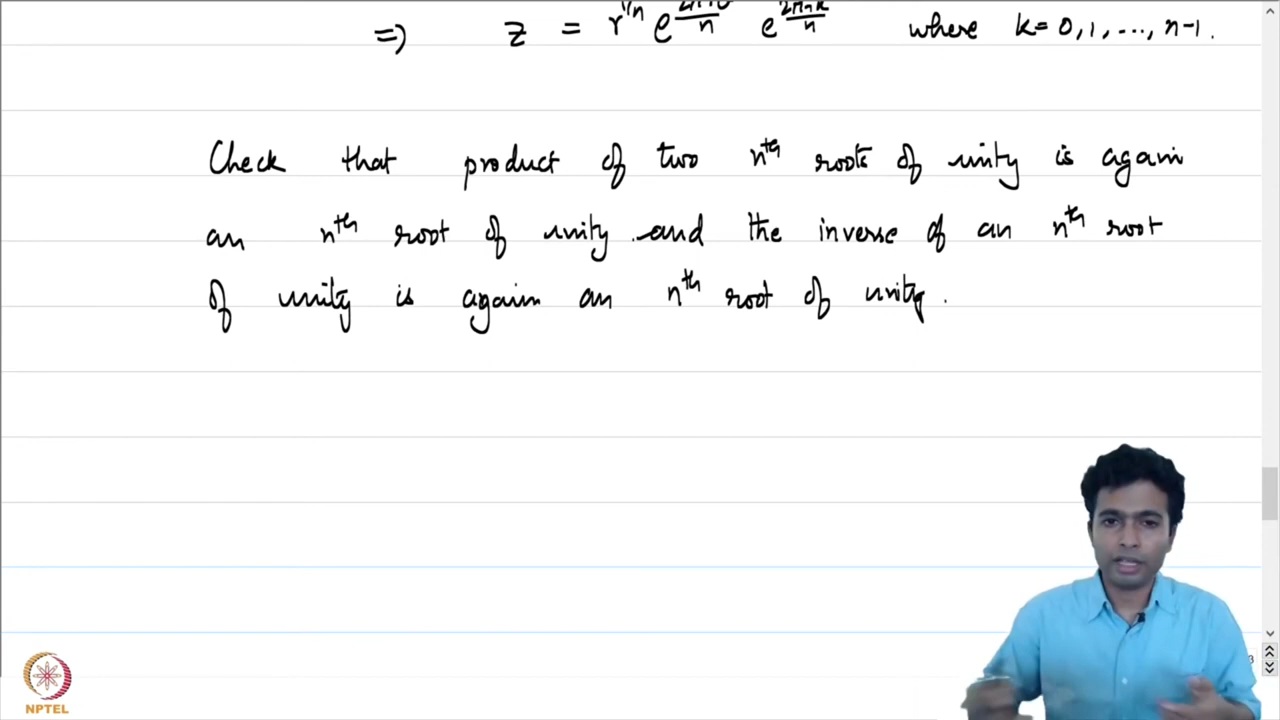 => z = r^{1/n} e e where k = 0, 1, ..., n-1.
Check that product of two n^{th} roots of unity is again
an n^{th} root of unity and the inverse of an n^{th} root
of unity is again an n^{th} root of unity.
3
NPTEL